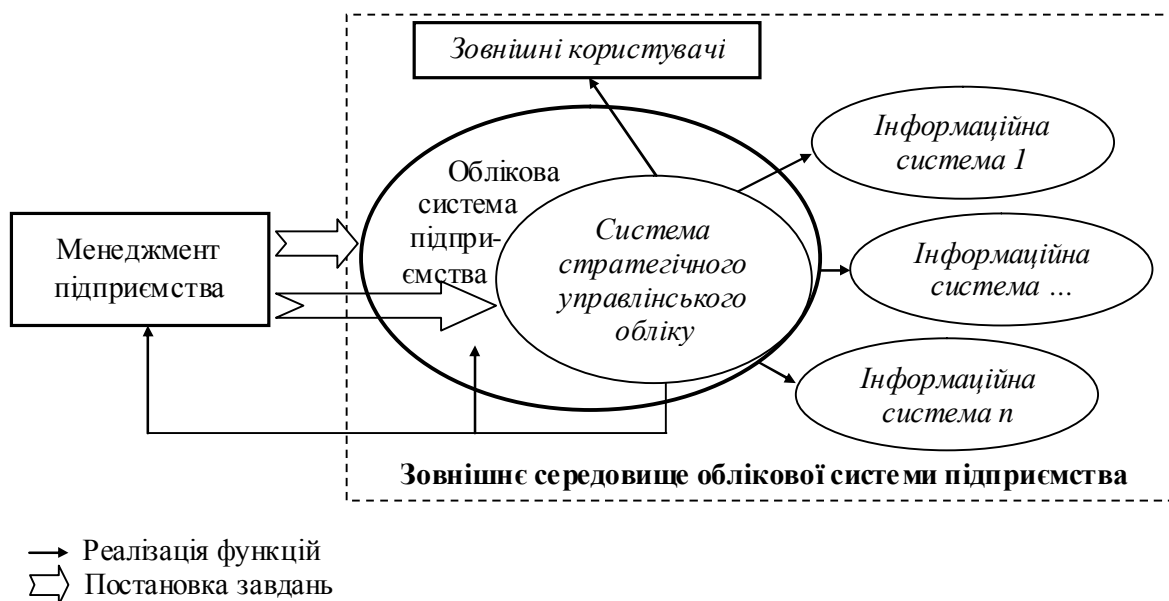 Зовнішні користувачі
Інформаційна
система 1
Облікова
система
підпри-
ємства
Система
стратегічного
управлінського
обліку
Менеджмент
підприємства
Інформаційна
система …
Інформаційна
система n
Зовнішнє середовище облікової системи підприємства
Реалізація функцій
Постановка завдань